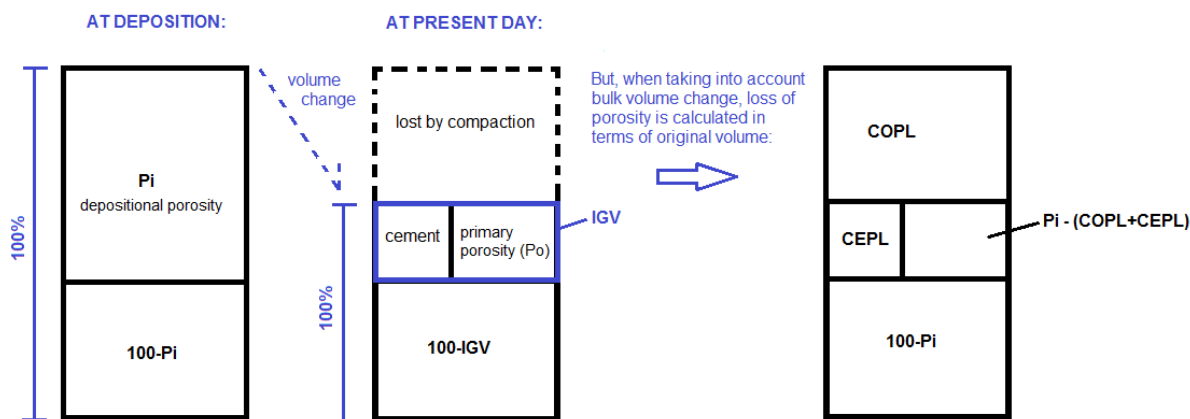 AT DEPOSITION:
AT PRESENT DAY:
volume
change
But, when taking into account
bulk volume change, loss of
porosity is calculated in
terms of original volume:
100%
Pi
depositional porosity
100-Pi
100%
lost by compaction
cement
primary
porosity (Po)
IGV
100-IGV
COPL
CEPL
Pi - (COPL+CEPL)
100-Pi